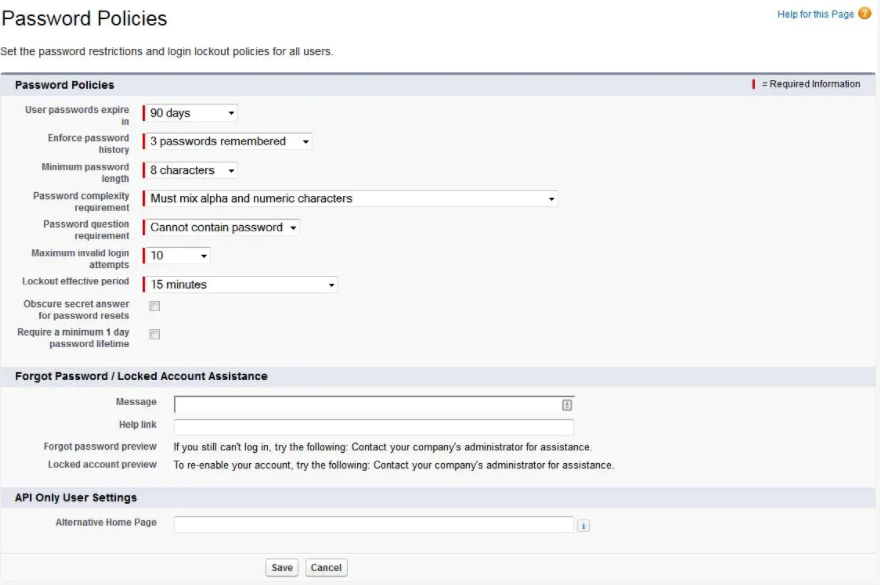 Password Policies
Help for this Page
Set the password restrictions and login lockout policies for all users.
Password Policies
= Required Information
User passwords expire
in
90 days
Enforce password
history
3 passwords remembered
Minimum password
length
8 characters
Password complexity
requirement
Must mix alpha and numeric characters
Password question
requirement
Cannot contain password
Maximum invalid login
attempts
10
Lockout effective period
15 minutes
Obscure secret answer
for password resets
Require a minimum 1 day
password lifetime
Forgot Password / Locked Account Assistance
Message
Help link
Forgot password preview
If you still can't log in, try the following: Contact your company's administrator for assistance.
Locked account preview
To re-enable your account, try the following: Contact your company's administrator for assistance.
API Only User Settings
Alternative Home Page
Save
Cancel